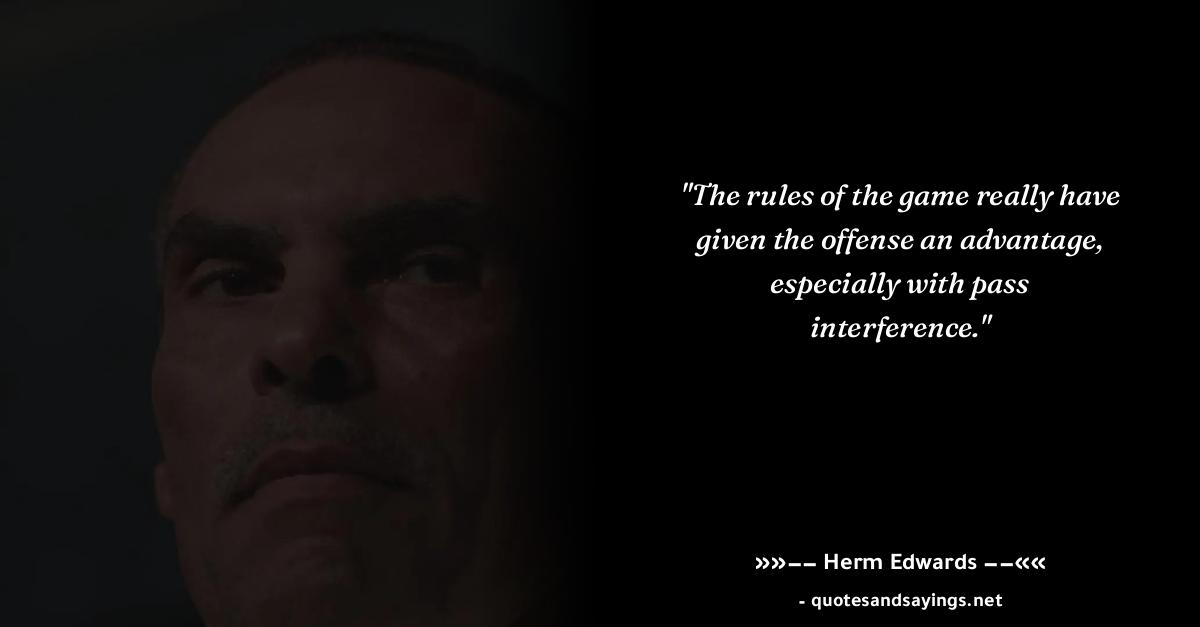 "The rules of the game really have
given the offense an advantage,
especially with pass
interference."
»»−− Herm Edwards −−««
- quotesandsayings.net